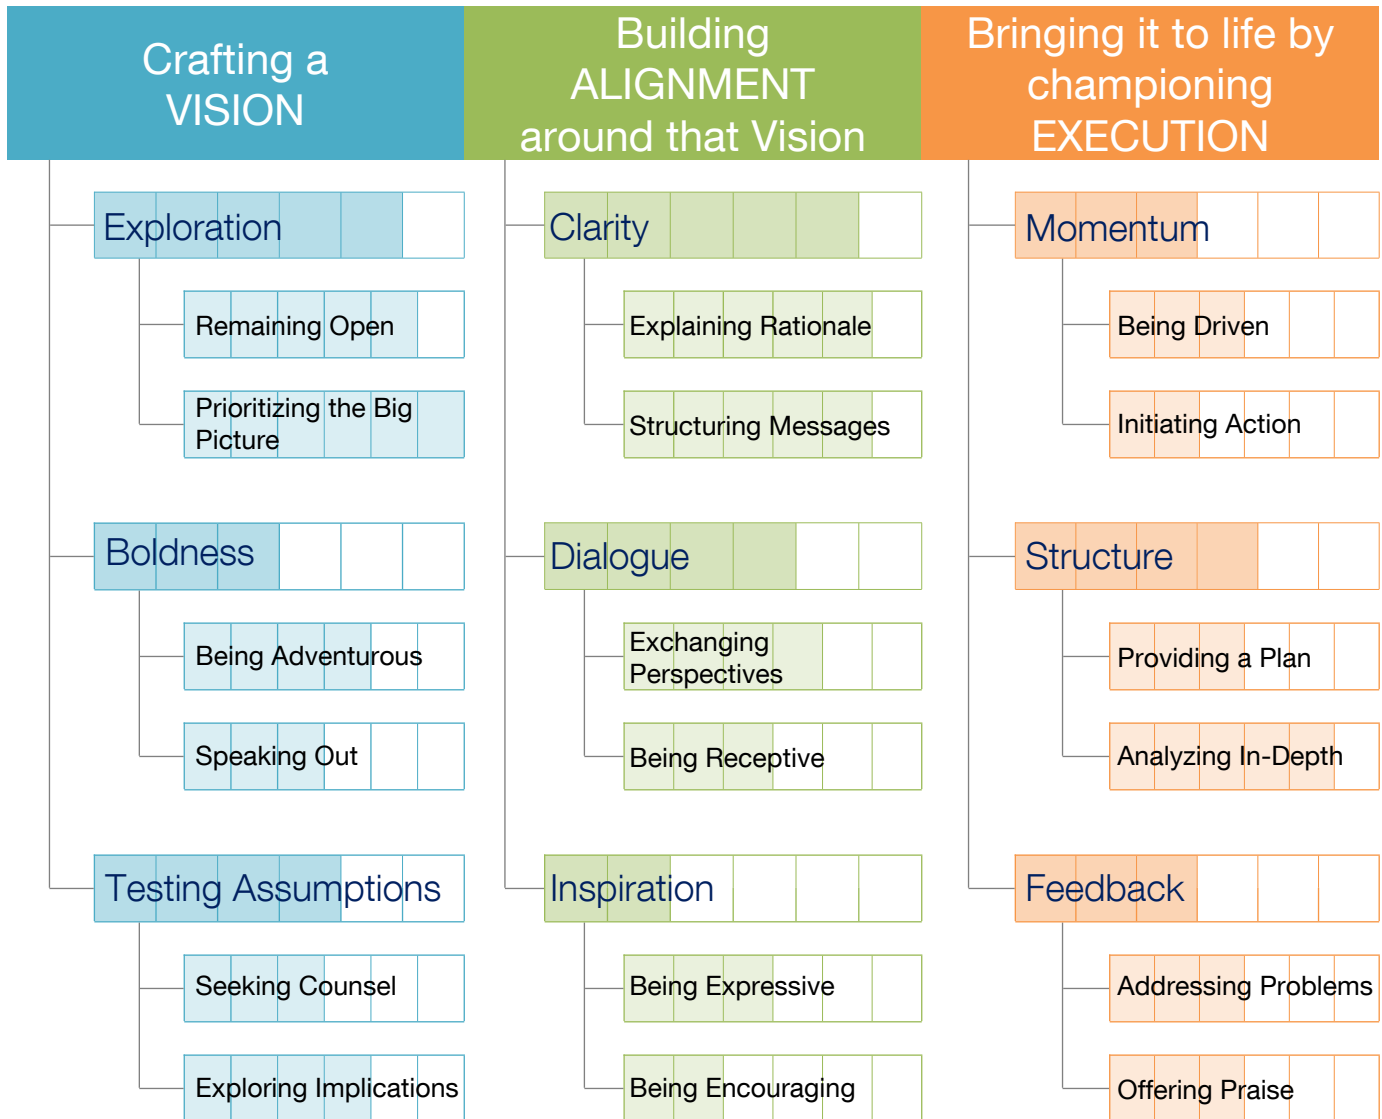 Crafting a
VISION
Exploration
Remaining Open
Prioritizing the Big
Picture
Boldness
Being Adventurous
Speaking Out
Testing Assumptions
Seeking Counsel
Exploring Implications
Building
ALIGNMENT
around that Vision
Clarity
Explaining Rationale
Structuring Messages
Dialogue
Exchanging
Perspectives
Being Receptive
Inspiration
Being Expressive
Being Encouraging
Bringing it to life by
championing
EXECUTION
Momentum
Being Driven
Initiating Action
Structure
Providing a Plan
Analyzing In-Depth
Feedback
Addressing Problems
Offering Praise